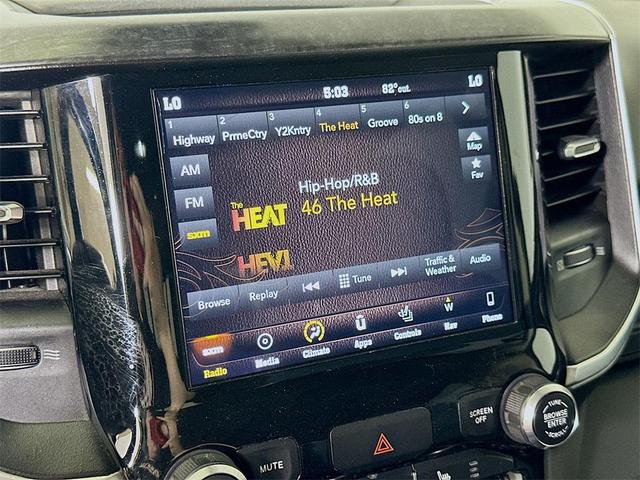 LO 5:03 82° out. LO
1 2 3 4 5 6
Highway PrmeCtry Y2Kntry The Heat Groove 80s on 8
AM
Map
FM
Fav
sxm
Hip-Hop/R&B
46 The Heat
The HEAT
Browse Replay Tune Traffic & Weather Audio
sxm W
Radio Media Climate Apps Controls Nav Phone
MUTE
SCREEN OFF
TUNE
BROWSE
ENTER
SCROLL